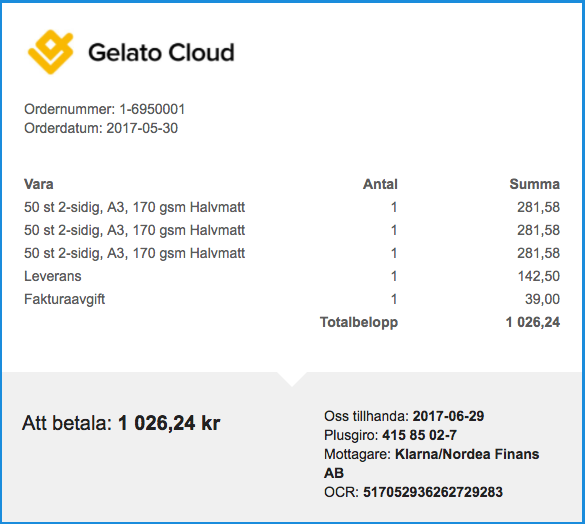 Gelato Cloud
Ordernummer: 1-6950001
Orderdatum: 2017-05-30
Vara Antal Summa
50 st 2-sidig, A3, 170 gsm Halvmatt 1 281,58
50 st 2-sidig, A3, 170 gsm Halvmatt 1 281,58
50 st 2-sidig, A3, 170 gsm Halvmatt 1 281,58
Leverans 1 142,50
Fakturaavgift 1 39,00
Totalbelopp 1 026,24
Att betala: 1 026,24 kr
Oss tillhanda: 2017-06-29
Plusgiro: 415 85 02-7
Mottagare: Klarna/Nordea Finans
AB
OCR: 517052936262729283